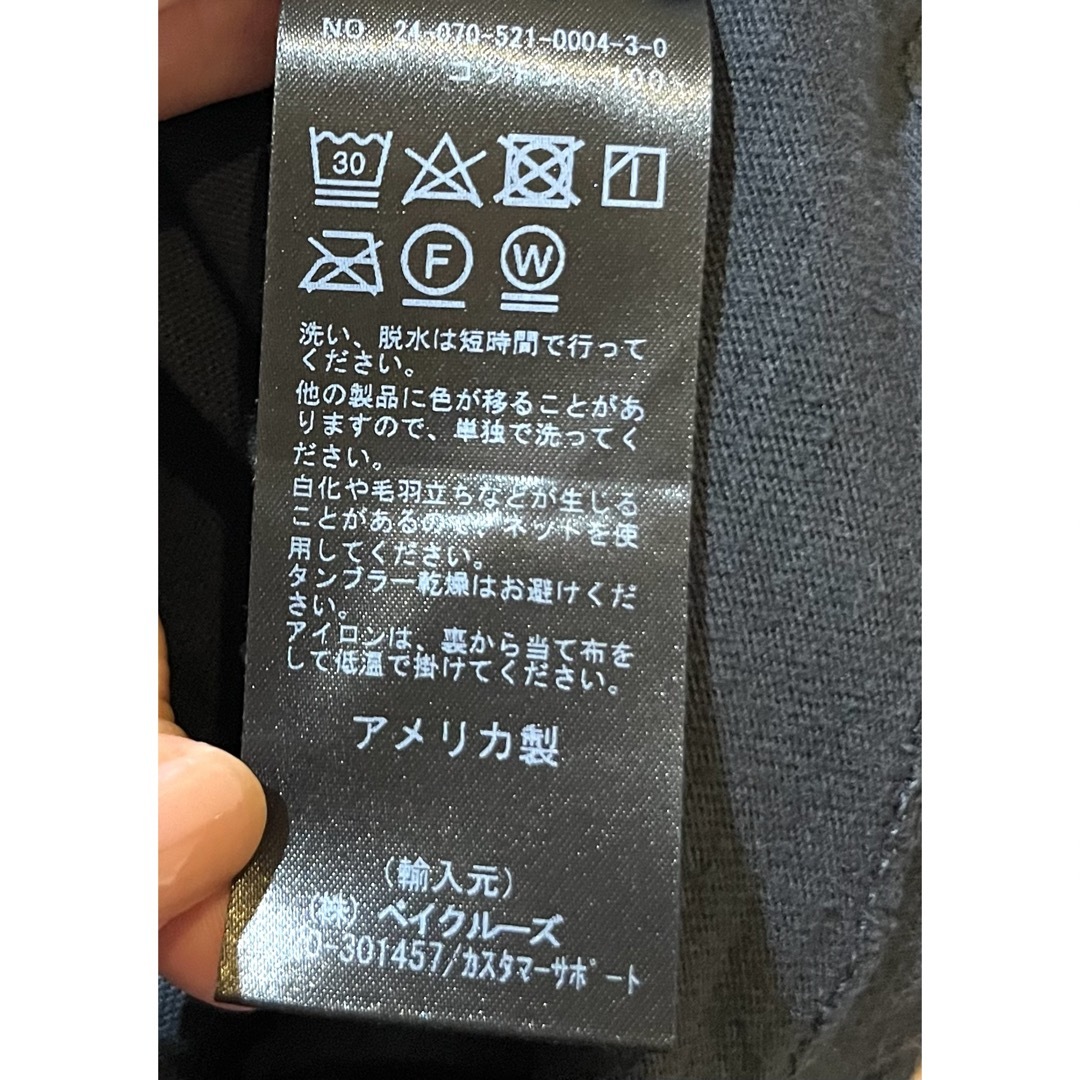 NO 24-070-521-0004-3-0
コットン 100%
30
F W
洗い、脱水は短時間で行って
ください。
他の製品に色が移ることがあ
りますので、単独で洗ってく
ださい。
白化や毛羽立ちなどが生じる
ことがあるの ネットを使
用してください。
タンブラー乾燥はお避けくだ
さい。
アイロンは、裏から当て布を
して低温で掛けてください。
アメリカ製
(輸入元)
(株)ベイクルーズ
0-301457/カスタマーサポート